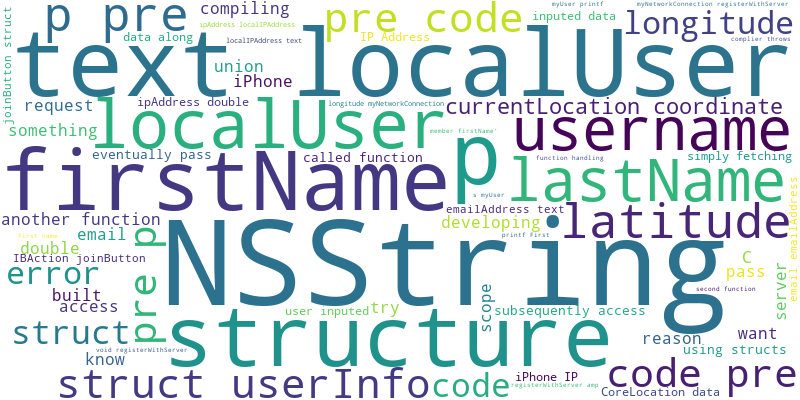 p pre
compiling
ipAddress localIPAddress
pre code
inputed data
myUser printf
myNetworkConnection registerWithServer
longitude
joinButton struct
data along
localIPAddress text
IP Address
complier throws
text
localUser
union
iPhone
request
ipAddress double
longitude myNetworkConnection
currentLocation coordinate
something
localUser
member firstName'
username
eventually pass
called function
p
function handling
simply fetching
firstName
lastName
s myUser
another function
emailAddress text
latitude
email emailAddress
email
developing
printf first
first name
double
pre p
NSString
IBAction joinButton
C
pass
error
server
built
access
second function
scope
subsequently access
user inputed
try
struct
structure
reason
want
void registerWithServer
know
using structs
struct userInfo
code
iPhone IP
registerWithServer amp
code pre
CoreLocation data